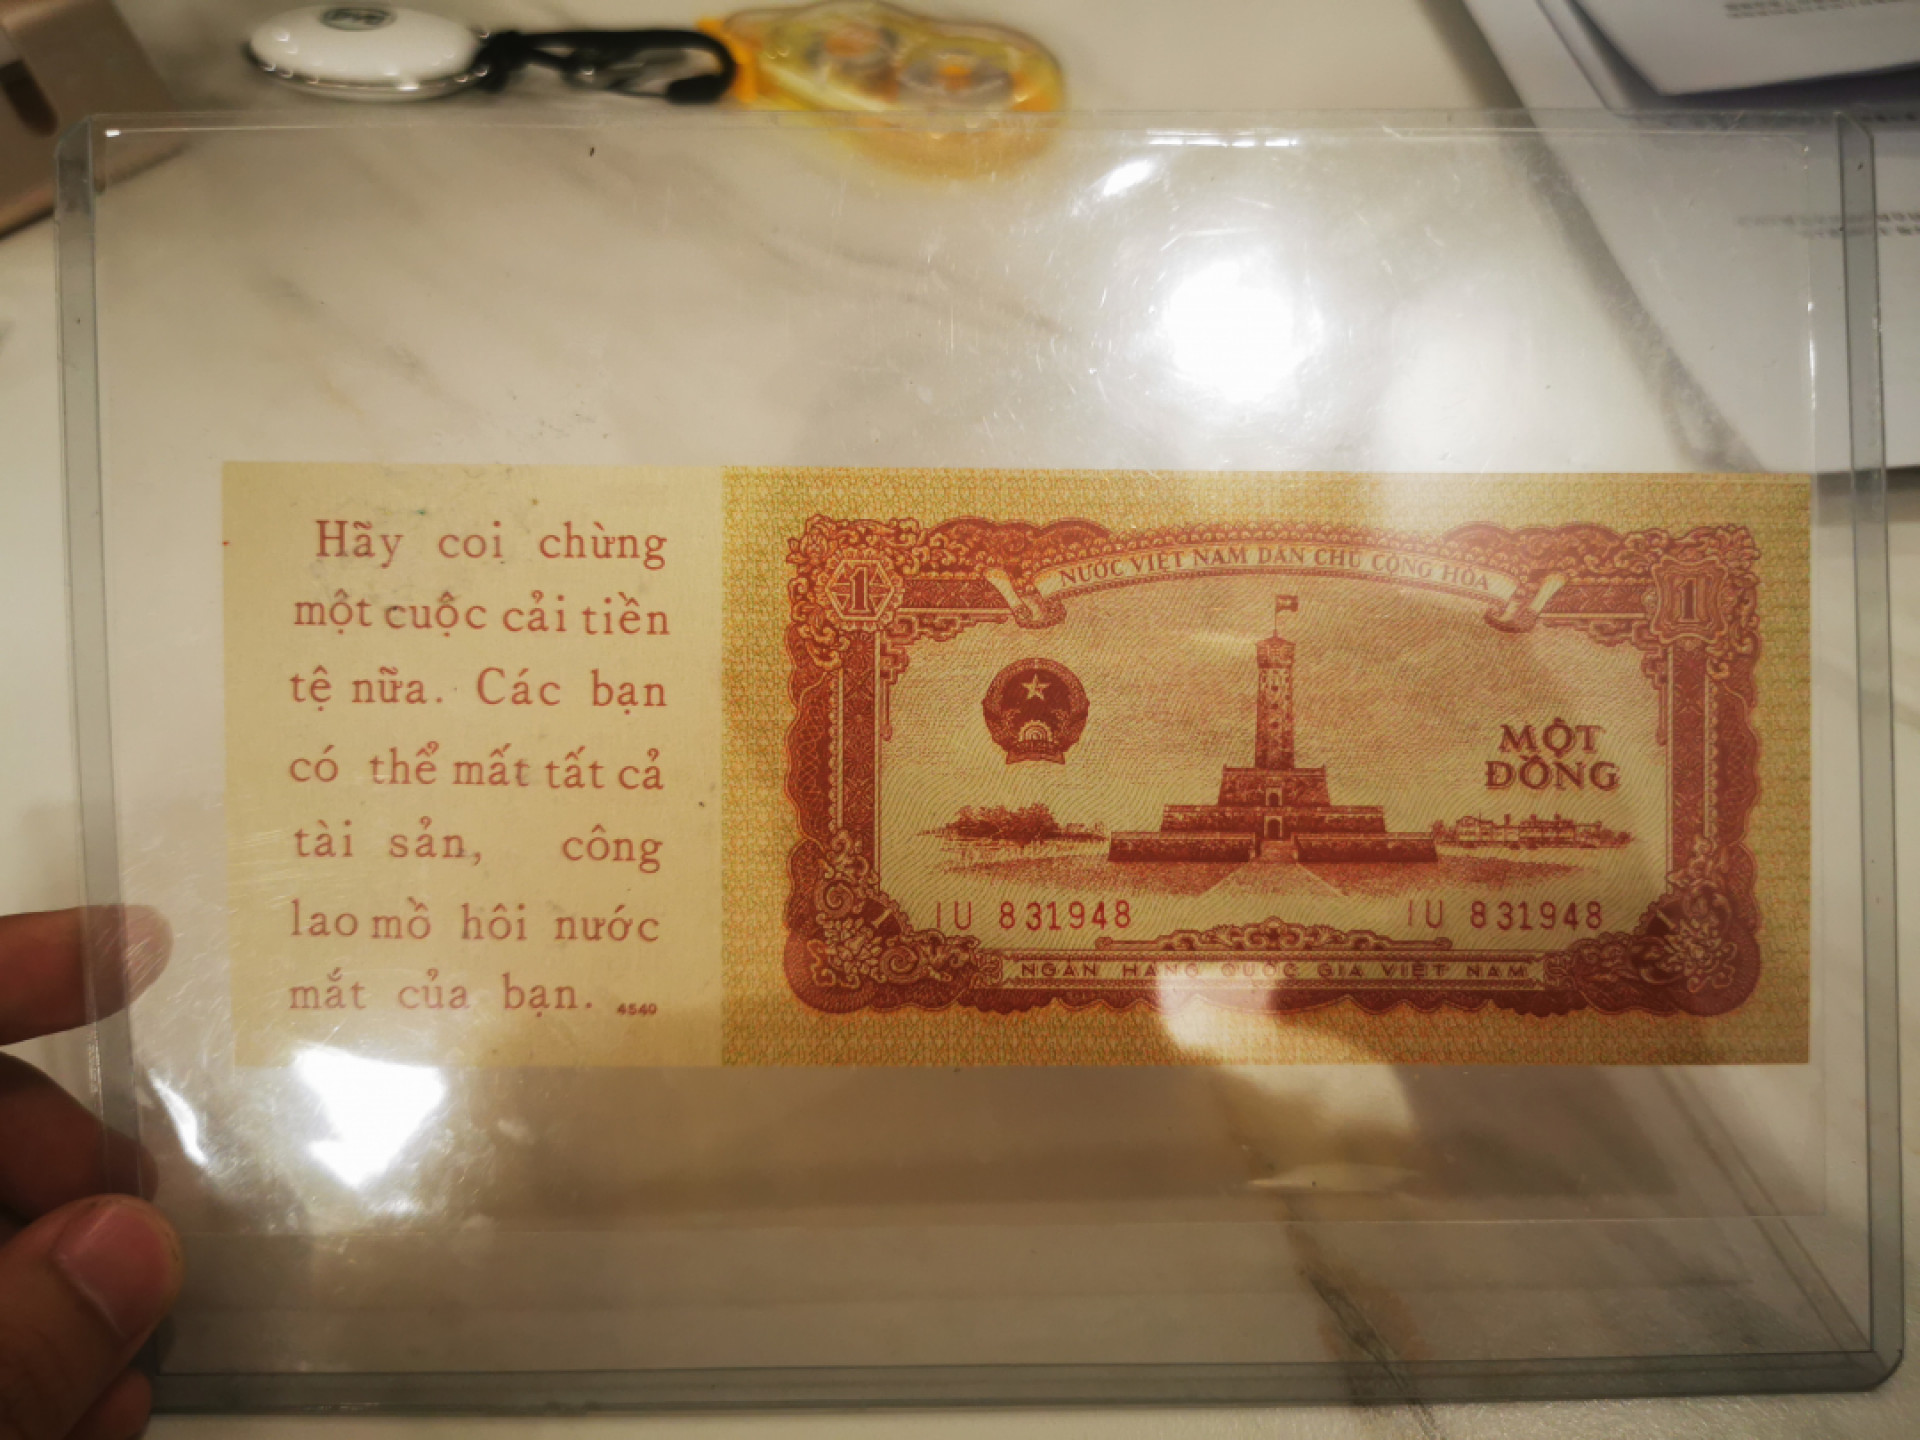 Hãy coi chừng
một cuộc cải tiền
tệ nữa. Các bạn
có thể mất tất cả
tài sản, công
lao mồ hôi nước
mắt của bạn. 4540
NƯỚC VIỆT NAM DÂN CHỦ CỘNG HÒA
1 1
MỘT
ĐỒNG
IU 831948 IU 831948
NGÂN HÀNG QUỐC GIA VIỆT NAM